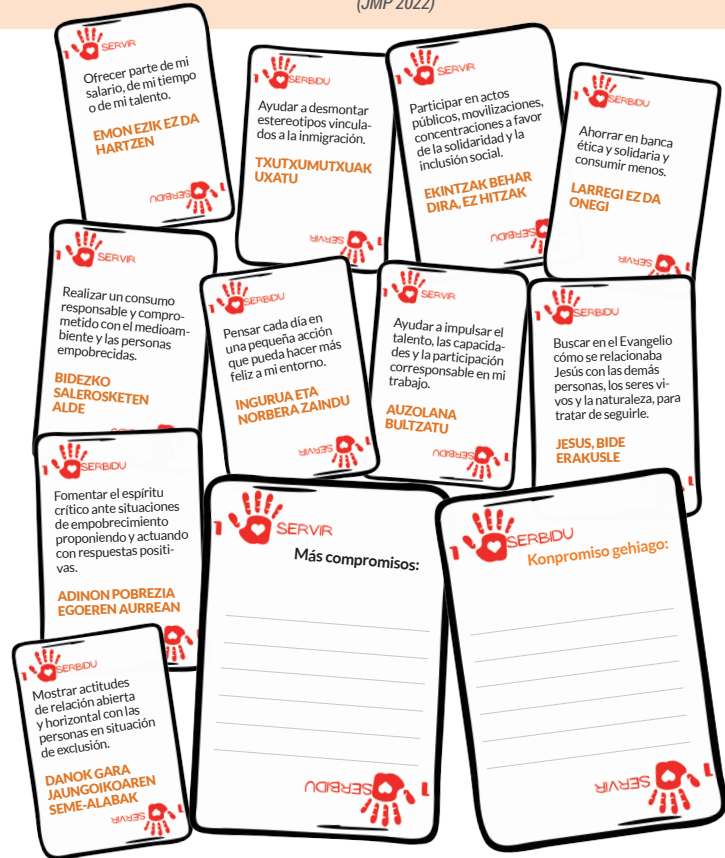 (JMP 2022)
SERVIR
Ofrecer parte de mi
salario, de mi tiempo
o de mi talento.
EMON EZIK EZ DA
HARTZEN
SERBIDU
SERBIDU
Ayudar a desmontar
estereotipos vincula-
dos a la inmigración.
TXUTXUMUTXUAK
UXATU
SERVIR
SERVIR
Participar en actos
públicos, movilizaciones,
concentraciones a favor
de la solidaridad y la
inclusión social.
EKINTZAK BEHAR
DIRA, EZ HITZAK
SERBIDU
SERBIDU
Ahorrar en banca
ética y solidaria y
consumir menos.
LARREGI EZ DA
ONEGI
SERVIR
SERVIR
Realizar un consumo
responsable y compro-
metido con el medioam-
biente y las personas
empobrecidas.
BIDEZKO
SALEROSKETEN
ALDE
SERBIDU
Pensar cada día en
una pequeña acción
que pueda hacer más
feliz a mi entorno.
INGURUA ETA
NORBERA ZAINDU
SERVIR
SERVIR
Ayudar a impulsar el
talento, las capacida-
des y la participación
corresponsable en mi
trabajo.
AUZOLANA
BULTZATU
SERBIDU
SERBIDU
Buscar en el Evangelio
cómo se relacionaba
Jesús con las demás
personas, los seres vi-
vos y la naturaleza, para
tratar de seguirle.
JESUS, BIDE
ERAKUSLE
SERBIDU
Fomentar el espíritu
crítico ante situaciones
de empobrecimiento
proponiendo y actuando
con respuestas positi-
vas.
ADINON POBREZIA
EGOEREN AURREAN
SERVIR
Más compromisos:
SERBIDU
SERBIDU
Konpromiso gehiago:
SERVIR
SERBIDU
Mostrar actitudes
de relación abierta
y horizontal con las
personas en situación
de exclusión.
DANOK GARA
JAUNGOIKOAREN
SEME-ALABAK
SERVIR